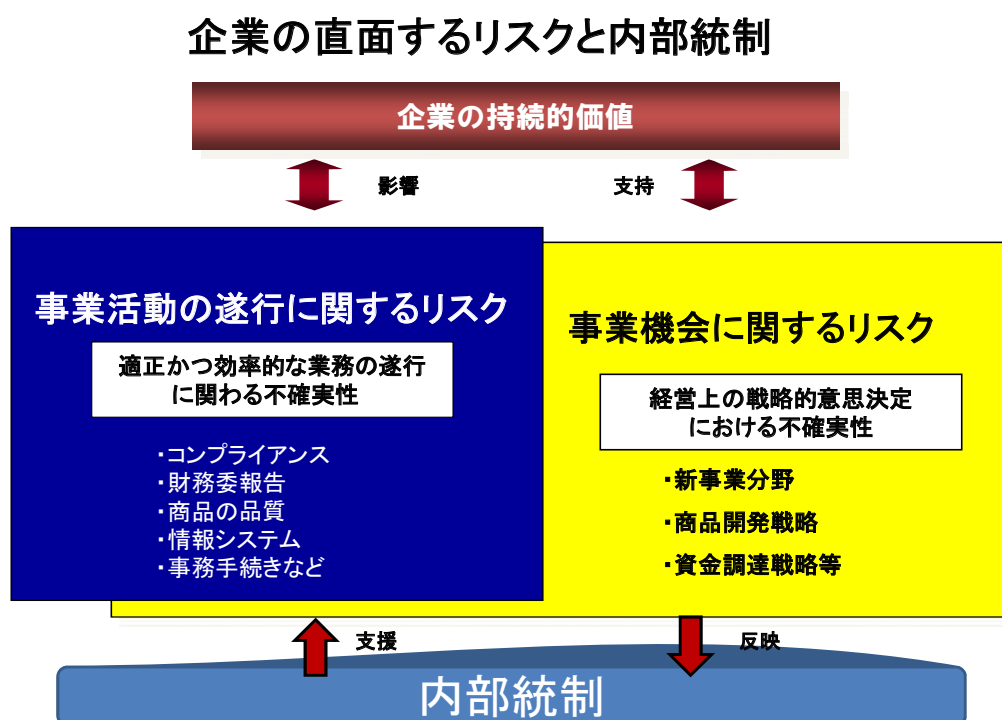 企業の直面するリスクと内部統制
企業の持続的価値
影響
支持
事業活動の遂行に関するリスク
適正かつ効率的な業務の遂行
に関わる不確実性
・コンプライアンス
・財務委報告
・商品の品質
・情報システム
・事務手続きなど
事業機会に関するリスク
経営上の戦略的意思決定
における不確実性
・新事業分野
・商品開発戦略
・資金調達戦略等
支援
反映
内部統制